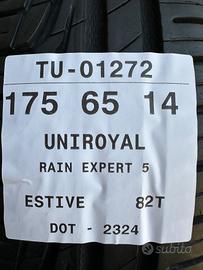 TU-01272
175 65 14
UNIROYAL
RAIN EXPERT 5
ESTIVE 82T
DOT - 2324
subito